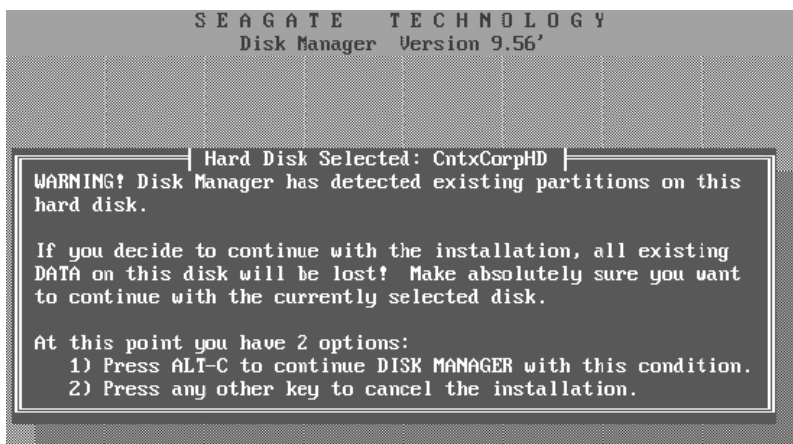 S E A G A T E   T E C H N O L O G Y
Disk Manager Version 9.56'
Hard Disk Selected: CntxCorpHD
WARNING! Disk Manager has detected existing partitions on this
hard disk.
If you decide to continue with the installation, all existing
DATA on this disk will be lost! Make absolutely sure you want
to continue with the currently selected disk.
At this point you have 2 options:
1) Press ALT-C to continue DISK MANAGER with this condition.
2) Press any other key to cancel the installation.